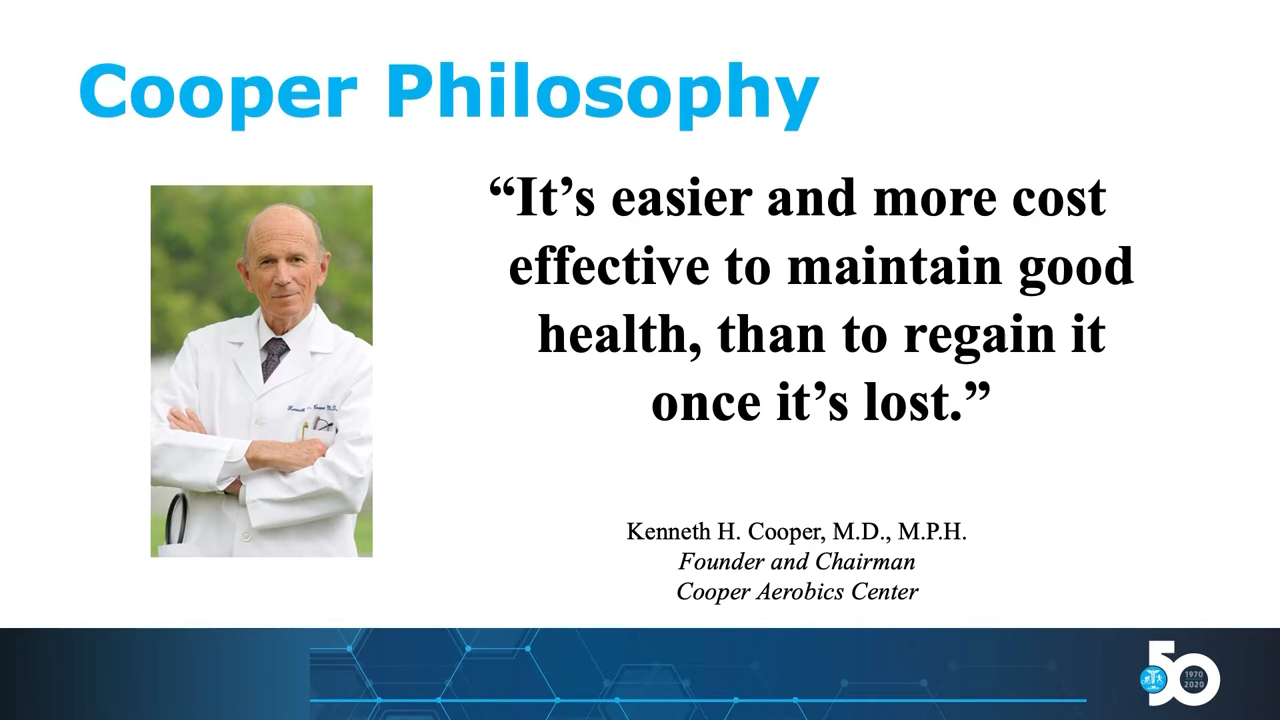 Cooper Philosophy
“It’s easier and more cost
effective to maintain good
health, than to regain it
once it’s lost.”
Kenneth H. Cooper, M.D., M.P.H.
Founder and Chairman
Cooper Aerobics Center
50
1970
2020